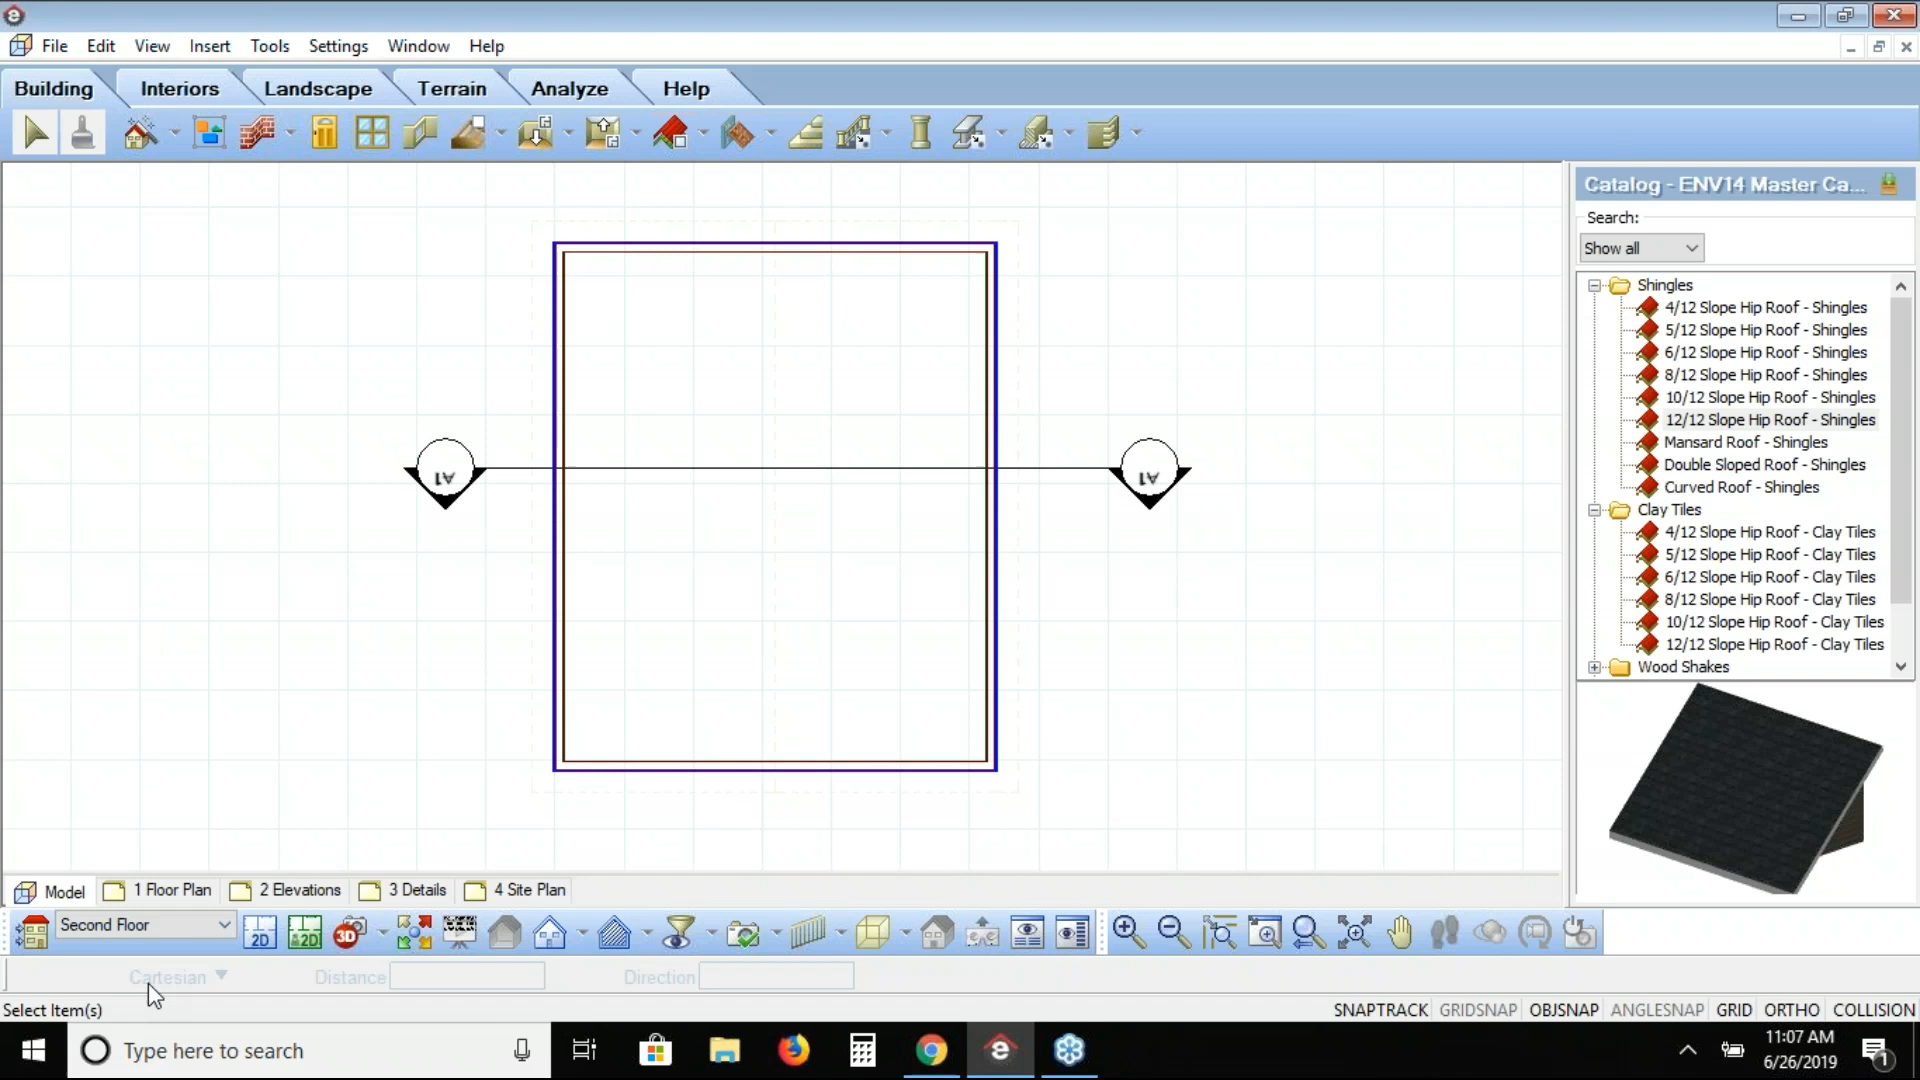 File Edit View Insert Tools Settings Window Help
Building Interiors Landscape Terrain Analyze Help
Catalog - ENV14 Master Ca...
Search:
Show all
Shingles
4/12 Slope Hip Roof - Shingles
5/12 Slope Hip Roof - Shingles
6/12 Slope Hip Roof - Shingles
8/12 Slope Hip Roof - Shingles
10/12 Slope Hip Roof - Shingles
12/12 Slope Hip Roof - Shingles
Mansard Roof - Shingles
Double Sloped Roof - Shingles
Curved Roof - Shingles
Clay Tiles
4/12 Slope Hip Roof - Clay Tiles
5/12 Slope Hip Roof - Clay Tiles
6/12 Slope Hip Roof - Clay Tiles
8/12 Slope Hip Roof - Clay Tiles
10/12 Slope Hip Roof - Clay Tiles
12/12 Slope Hip Roof - Clay Tiles
Wood Shakes
A1 A1
Model 1 Floor Plan 2 Elevations 3 Details 4 Site Plan
Second Floor 2D 2D 3D
Cartesian Distance Direction
Select Item(s) SNAPTRACK GRIDSNAP OBJSNAP ANGLESNAP GRID ORTHO COLLISION
Type here to search
11:07 AM
6/26/2019
1